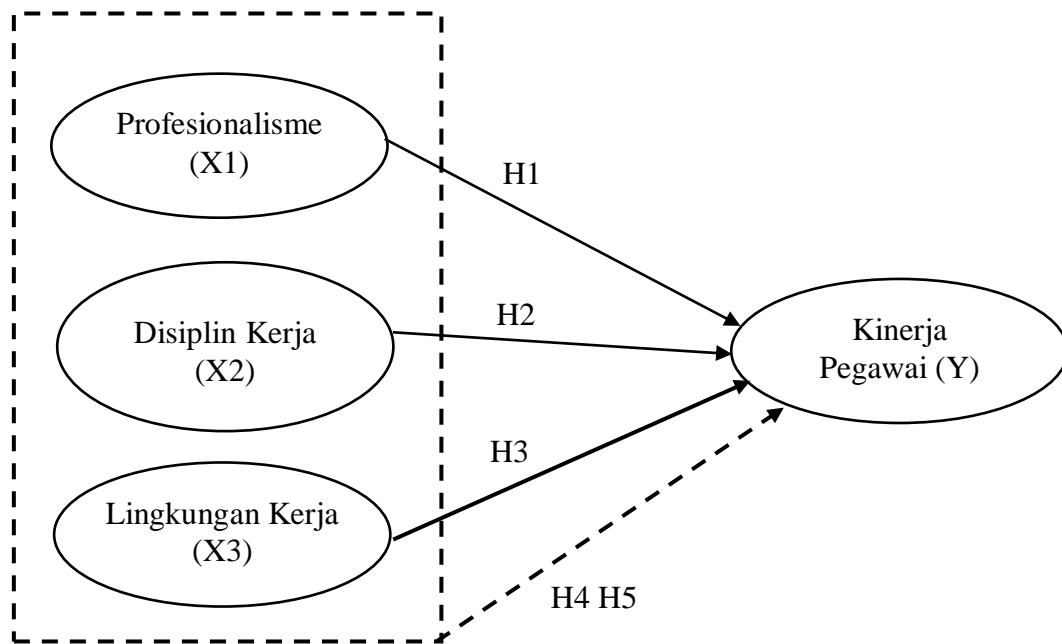 Profesionalisme
(X1)
H1
Disiplin Kerja
(X2)
H2
Kinerja
Pegawai (Y)
H3
Lingkungan Kerja
(X3)
H4 H5